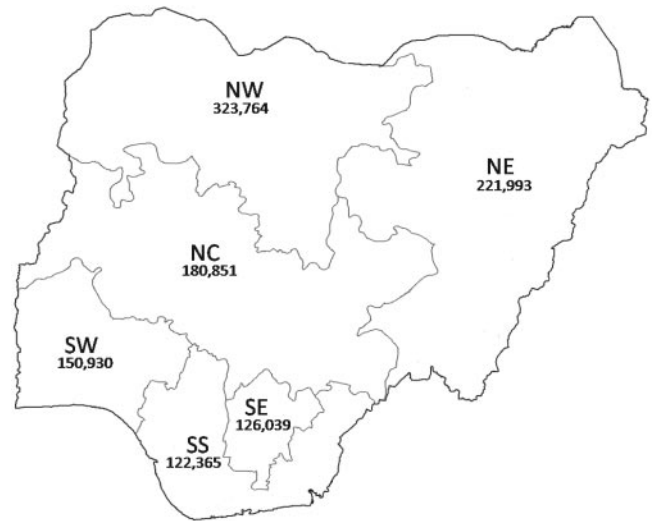 NW
323,764
NE
221,993
NC
180,851
SW
150,930
SE
126,039
SS
122,365